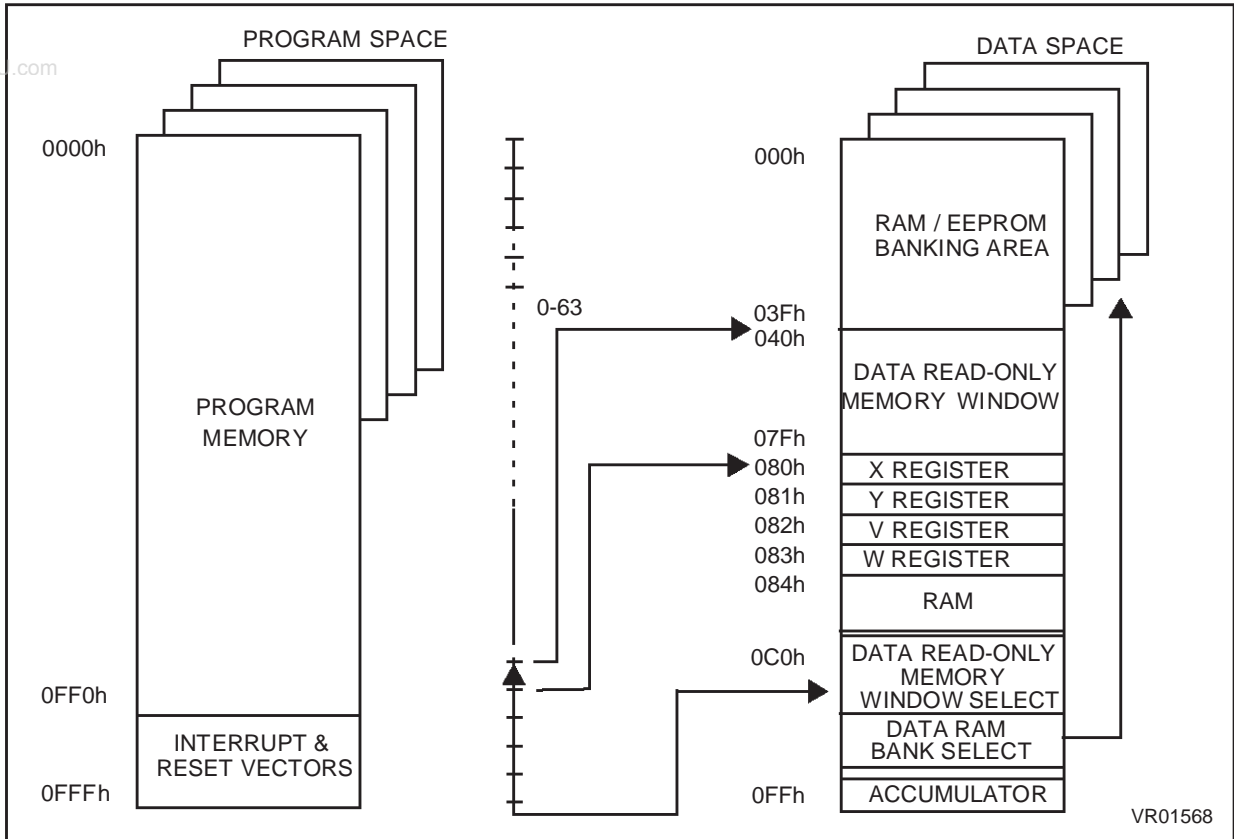 PROGRAM SPACE
J.com
0000h
PROGRAM
MEMORY
0FF0h
INTERRUPT &
RESET VECTORS
0FFFh
0-63
DATA SPACE
000h
RAM / EEPROM
BANKING AREA
03Fh
040h
DATA READ-ONLY
MEMORY WINDOW
07Fh
080h
X REGISTER
081h
Y REGISTER
082h
V REGISTER
083h
W REGISTER
084h
RAM
0C0h
DATA READ-ONLY
MEMORY
WINDOW SELECT
DATA RAM
BANK SELECT
0FFh
ACCUMULATOR
VR01568